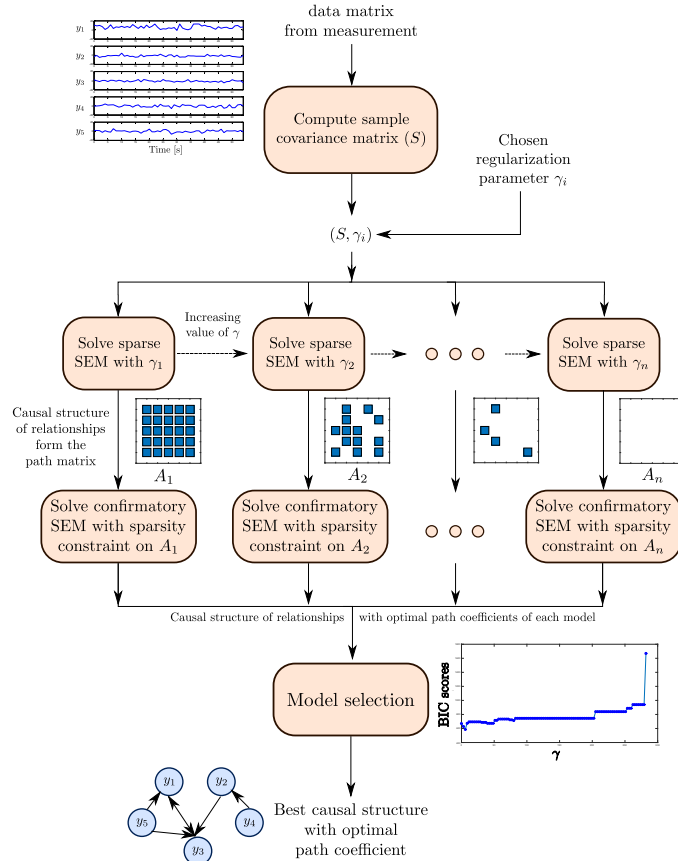 data matrix
from measurement
y₁
y₂
y₃
y₄
y₅
Time [s]
Compute sample
covariance matrix (S)
Chosen
regularization
parameter γᵢ
(S, γᵢ)
Increasing
value of γ
Solve sparse
SEM with γ₁
Solve sparse
SEM with γ₂
Solve sparse
SEM with γₙ
Causal structure
of relationships
form the
path matrix
A₁
A₂
Aₙ
Solve confirmatory
SEM with sparsity
constraint on A₁
Solve confirmatory
SEM with sparsity
constraint on A₂
Solve confirmatory
SEM with sparsity
constraint on Aₙ
Causal structure of relationships with optimal path coefficients of each model
Model selection
BIC scores
γ
y₁
y₂
y₅
y₄
y₃
Best causal structure
with optimal
path coefficient